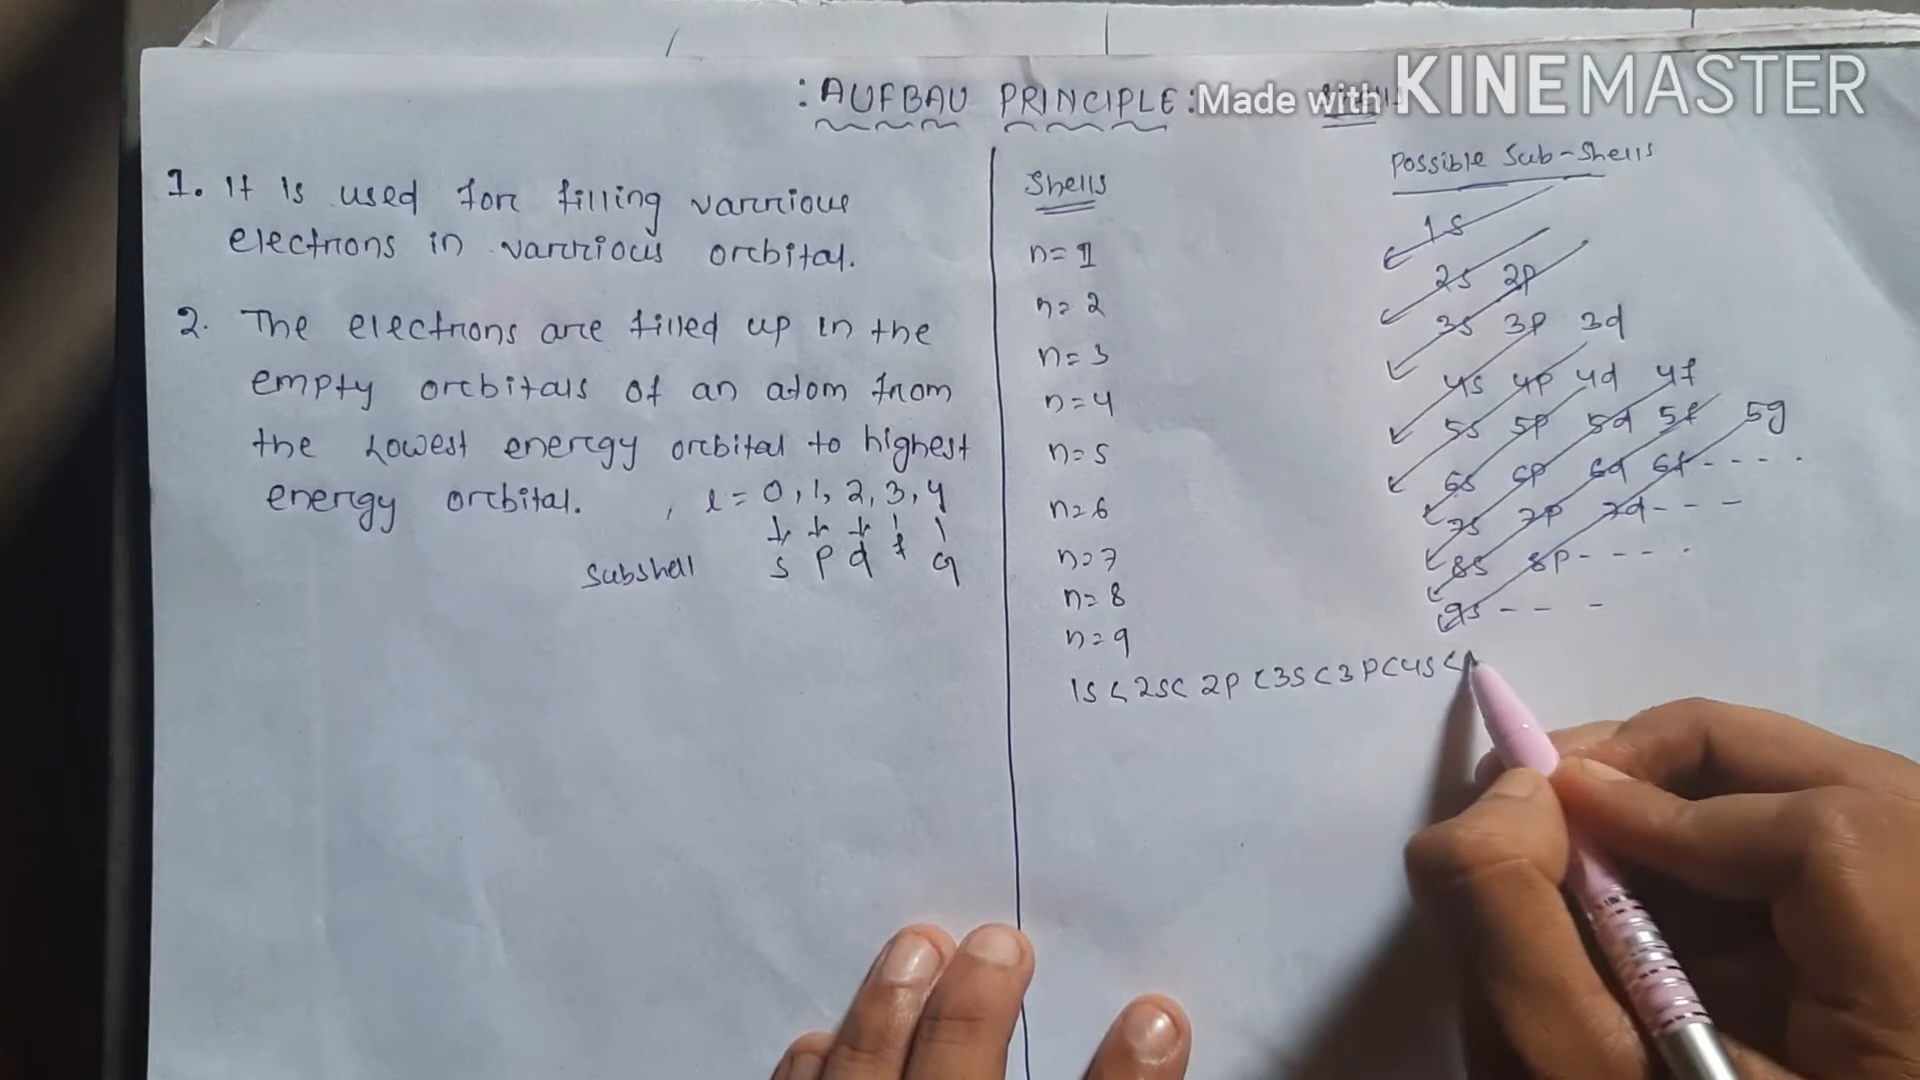 : AUFBAU PRINCIPLE :
Made with KINEMASTER
1. It Is used for filling varrious
electrons in varrious orbital.
2. The electrons are filled up in the
empty orbitals of an atom from
the Lowest energy orbital to highest
energy orbital. , l = 0, 1, 2, 3, 4
subshell s p d f g
Shells
n = 1
n = 2
n = 3
n = 4
n = 5
n = 6
n = 7
n = 8
n = 9
Possible Sub-Shells
1s
2s 2p
3s 3p 3d
4s 4p 4d 4f
5s 5p 5d 5f 5g
6s 6p 6d 6f - - - -
7s 7p 7d - - -
8s 8p - - - -
9s - - -
1s < 2s < 2p < 3s < 3p < 4s <